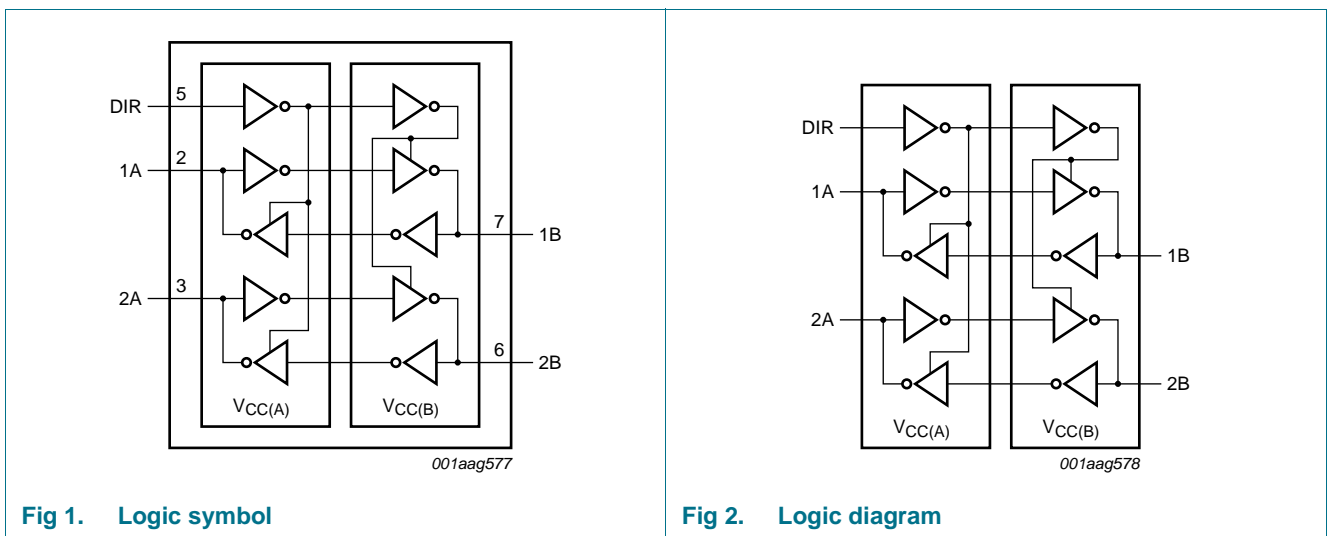 DIR 5
1A 2
7 1B
2A 3
6 2B
VCC(A) VCC(B)
001aag577
Fig 1. Logic symbol
DIR
1A
1B
2A
2B
VCC(A) VCC(B)
001aag578
Fig 2. Logic diagram